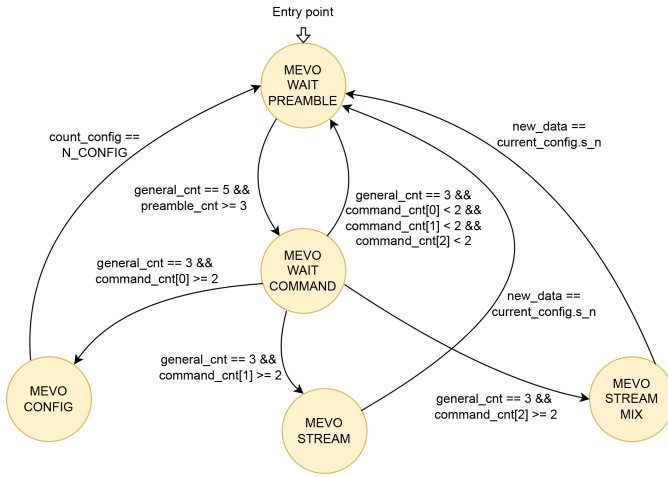 Entry point
MEVO
WAIT
PREAMBLE
count_config ==
N_CONFIG
new_data ==
current_config.s_n
general_cnt == 5 &&
preamble_cnt >= 3
general_cnt == 3 &&
command_cnt[0] < 2 &&
command_cnt[1] < 2 &&
command_cnt[2] < 2
MEVO
WAIT
COMMAND
general_cnt == 3 &&
command_cnt[0] >= 2
new_data ==
current_config.s_n
general_cnt == 3 &&
command_cnt[1] >= 2
MEVO
CONFIG
MEVO
STREAM
general_cnt == 3 &&
command_cnt[2] >= 2
MEVO
STREAM
MIX